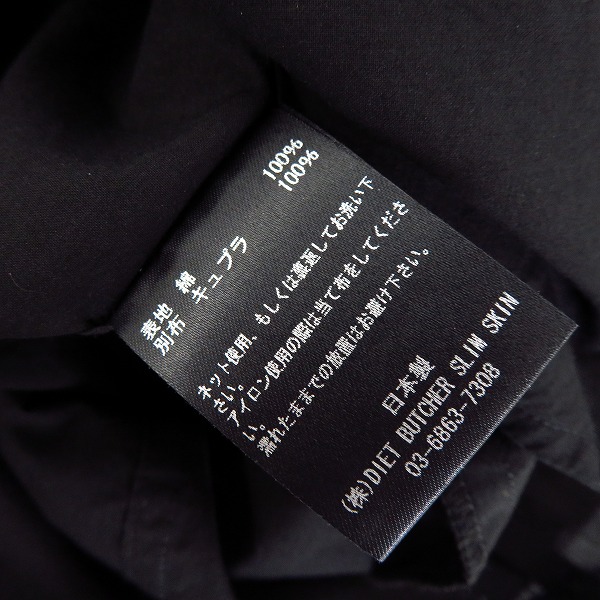 表地 綿 100%
別布 キュプラ 100%
ネット使用、もしくは裏返してお洗い下
さい。
アイロン使用の際は当て布をしてくださ
い。
濡れたままでの放置はお避け下さい。
日本製
(株)DIET BUTCHER SLIM SKIN
03-6863-7308